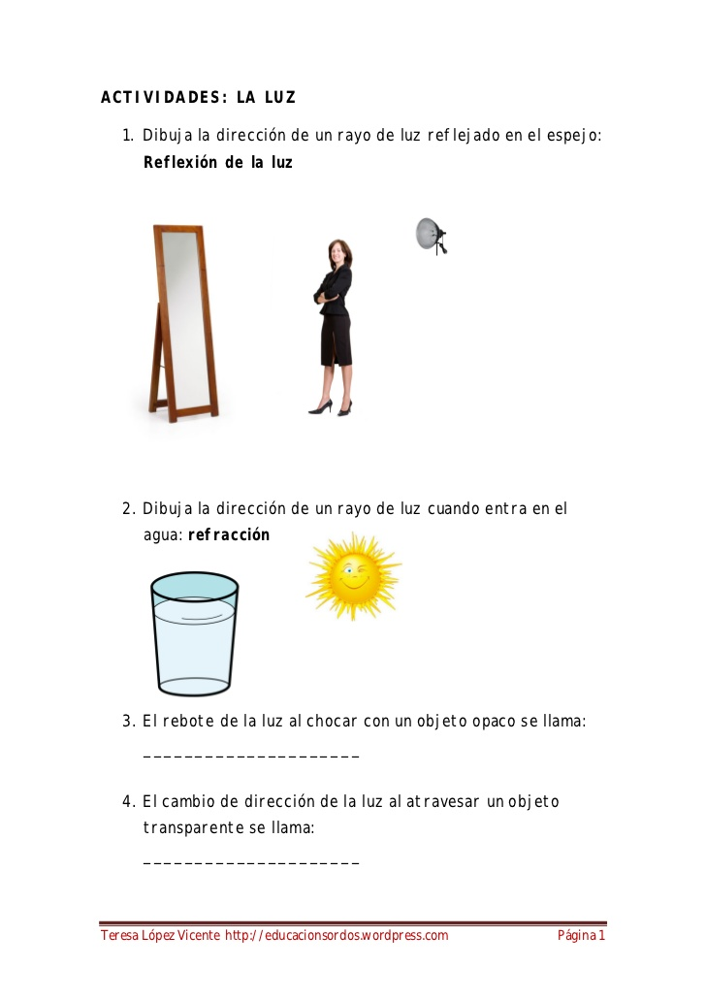 ACTIVIDADES: LA LUZ
1. Dibuja la dirección de un rayo de luz reflejado en el espejo:
Reflexión de la luz
2. Dibuja la dirección de un rayo de luz cuando entra en el
agua: refracción
3. El rebote de la luz al chocar con un objeto opaco se llama:
_____________________
4. El cambio de dirección de la luz al atravesar un objeto
transparente se llama:
_____________________
Teresa López Vicente http://educacionsordos.wordpress.com Página 1